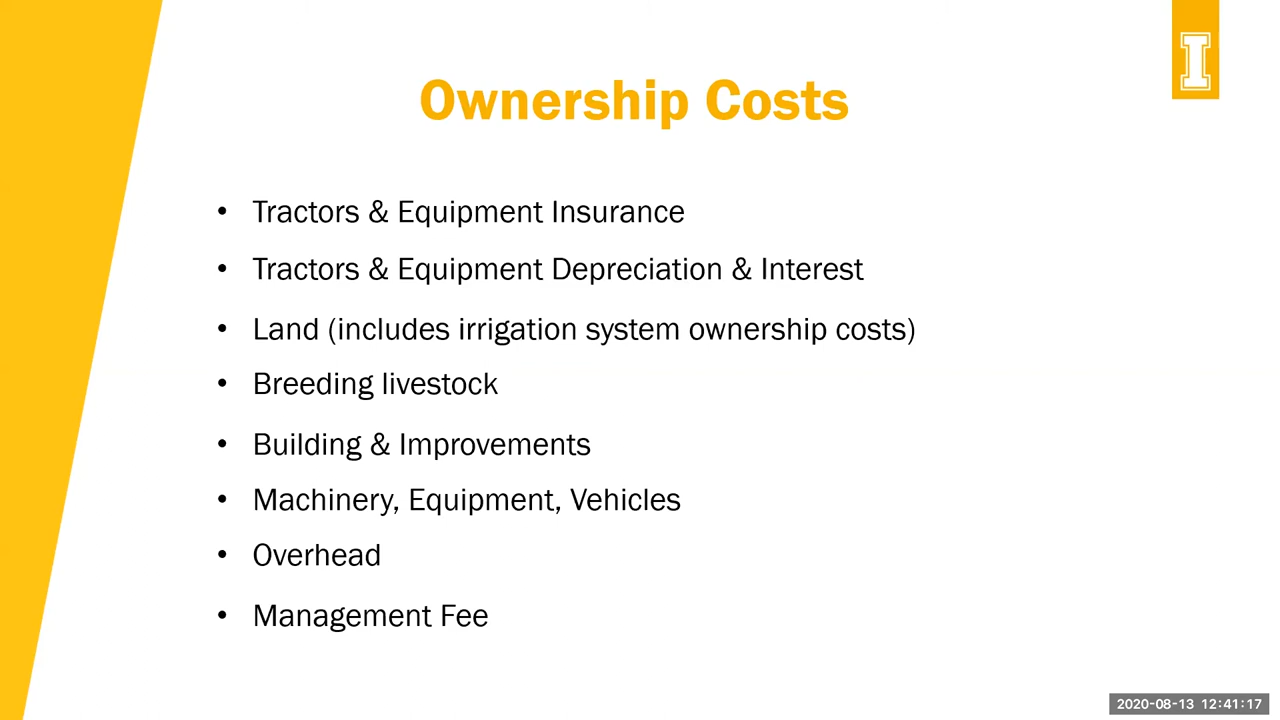 I
Ownership Costs
• Tractors & Equipment Insurance
• Tractors & Equipment Depreciation & Interest
• Land (includes irrigation system ownership costs)
• Breeding livestock
• Building & Improvements
• Machinery, Equipment, Vehicles
• Overhead
• Management Fee
2020-08-13 12:41:17